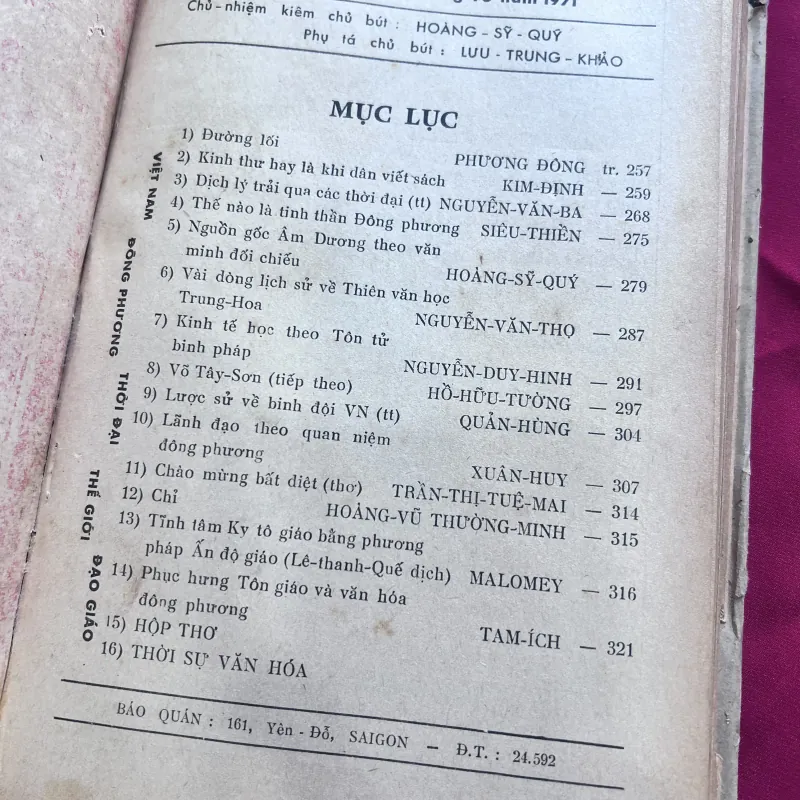 năm 1971
Chủ-nhiệm kiêm chủ bút : HOÀNG-SỸ-QUÝ
Phụ tá chủ bút : LƯU-TRUNG-KHẢO
MỤC LỤC
1) Đường lối PHƯƠNG ĐÔNG tr. 257
2) Kinh thư hay là khi dân viết sách KIM-ĐỊNH — 259
3) Dịch lý trải qua các thời đại (tt) NGUYỄN-VĂN-BA — 268
4) Thế nào là tinh thần Đông phương SIÊU-THIỀN — 275
5) Nguồn gốc Âm Dương theo văn
minh đối chiếu HOẢNG-SỸ-QUÝ — 279
6) Vài dòng lịch sử về Thiên văn học
Trung-Hoa NGUYỄN-VĂN-THỌ — 287
7) Kinh tế học theo Tôn tử
binh pháp NGUYỄN-DUY-HINH — 291
8) Võ Tây-Sơn (tiếp theo) HỒ-HỮU-TƯỜNG — 297
9) Lược sử về binh đội VN (tt) QUẢN-HÙNG — 304
10) Lãnh đạo theo quan niệm
đông phương XUÂN-HUY — 307
11) Chào mừng bất diệt (thơ) TRẦN-THỊ-TUỆ-MAI — 314
12) Chỉ HOẢNG-VŨ THƯỜNG-MINH — 315
13) Tĩnh tâm Ky tô giáo bằng phương
pháp Ấn độ giáo (Lê-thanh-Quế dịch) MALOMEY — 316
14) Phục hưng Tôn giáo và văn hóa
đông phương TAM-ÍCH — 321
15) HỘP THƠ
16) THỜI SỰ VĂN HÓA
VIỆT NAM ĐÔNG PHƯƠNG THỜI ĐẠI THẾ GIỚI ĐẠO GIÁO
BẢO QUÁN : 161, Yên-Đỗ, SAIGON — Đ.T. : 24.592